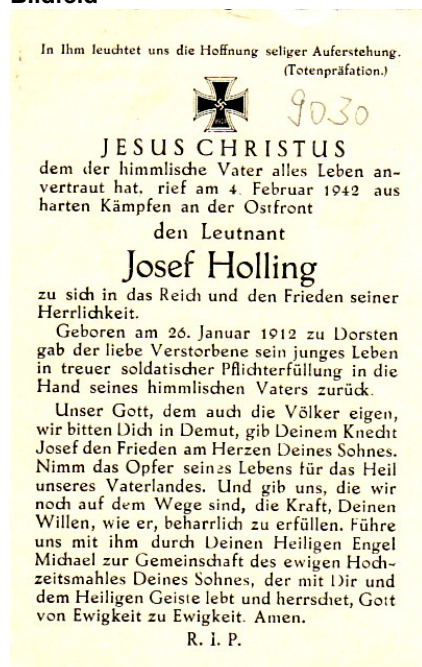 Bildfeld
In Ihm leuchtet uns die Hoffnung seliger Auferstehung.
(Totenpräfation.)
9030
JESUS CHRISTUS
dem der himmlische Vater alles Leben an-
vertraut hat, rief am 4. Februar 1942 aus
harten Kämpfen an der Ostfront
den Leutnant
Josef Holling
zu sich in das Reich und den Frieden seiner
Herrlichkeit.
Geboren am 26. Januar 1912 zu Dorsten
gab der liebe Verstorbene sein junges Leben
in treuer soldatischer Pflichterfüllung in die
Hand seines himmlischen Vaters zurück.
Unser Gott, dem auch die Völker eigen,
wir bitten Dich in Demut, gib Deinem Knecht
Josef den Frieden am Herzen Deines Sohnes.
Nimm das Opfer seines Lebens für das Heil
unseres Vaterlandes. Und gib uns, die wir
noch auf dem Wege sind, die Kraft, Deinen
Willen, wie er, beharrlich zu erfüllen. Führe
uns mit ihm durch Deinen Heiligen Engel
Michael zur Gemeinschaft des ewigen Hoch-
zeitsmahles Deines Sohnes, der mit Dir und
dem Heiligen Geiste lebt und herrschet, Gott
von Ewigkeit zu Ewigkeit. Amen.
R. i. P.